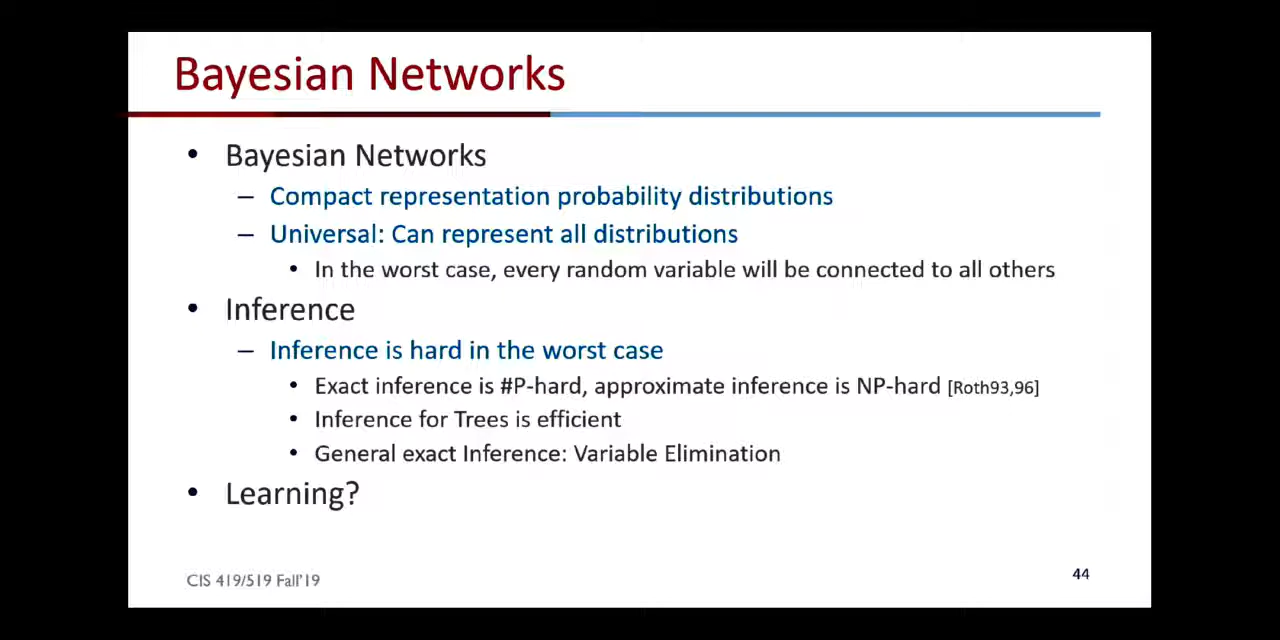 Bayesian Networks
• Bayesian Networks
– Compact representation probability distributions
– Universal: Can represent all distributions
• In the worst case, every random variable will be connected to all others
• Inference
– Inference is hard in the worst case
• Exact inference is #P-hard, approximate inference is NP-hard [Roth93,96]
• Inference for Trees is efficient
• General exact Inference: Variable Elimination
• Learning?
CIS 419/519 Fall'19
44